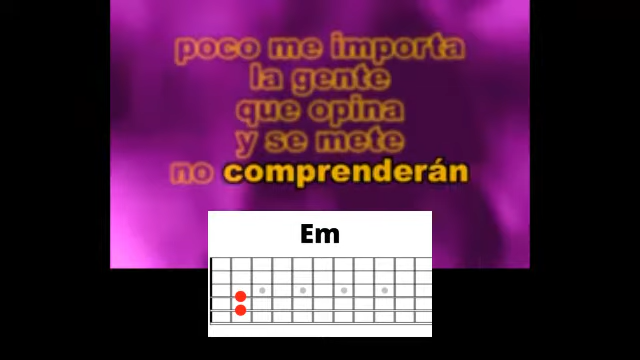 poco me importa
la gente
que opina
y se mete
no comprenderán
Em